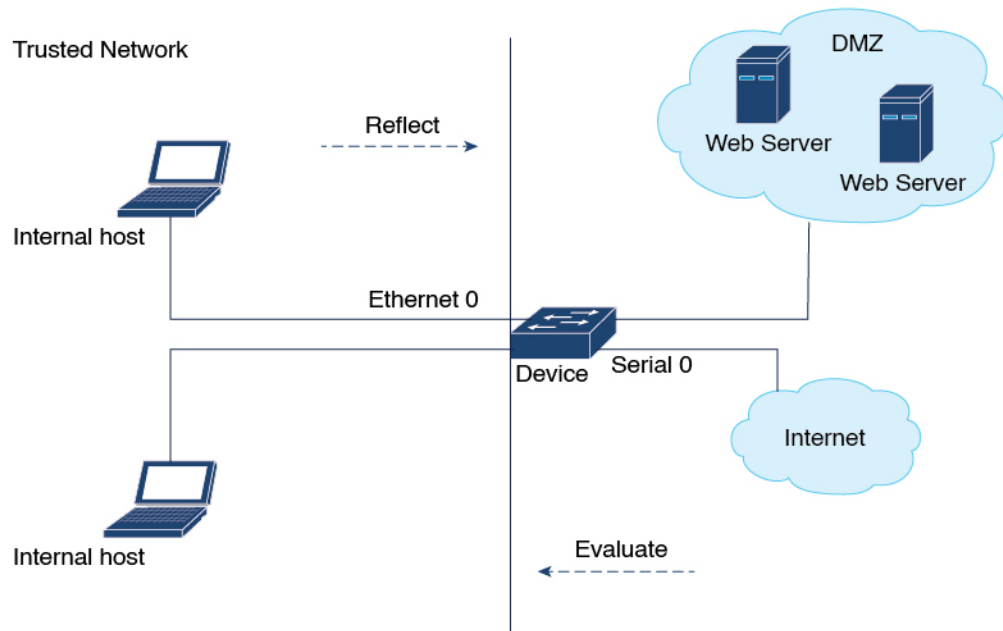 Trusted Network
DMZ
Reflect
Web Server
Web Server
Internal host
Ethernet 0
Device
Serial 0
Internet
Internal host
Evaluate